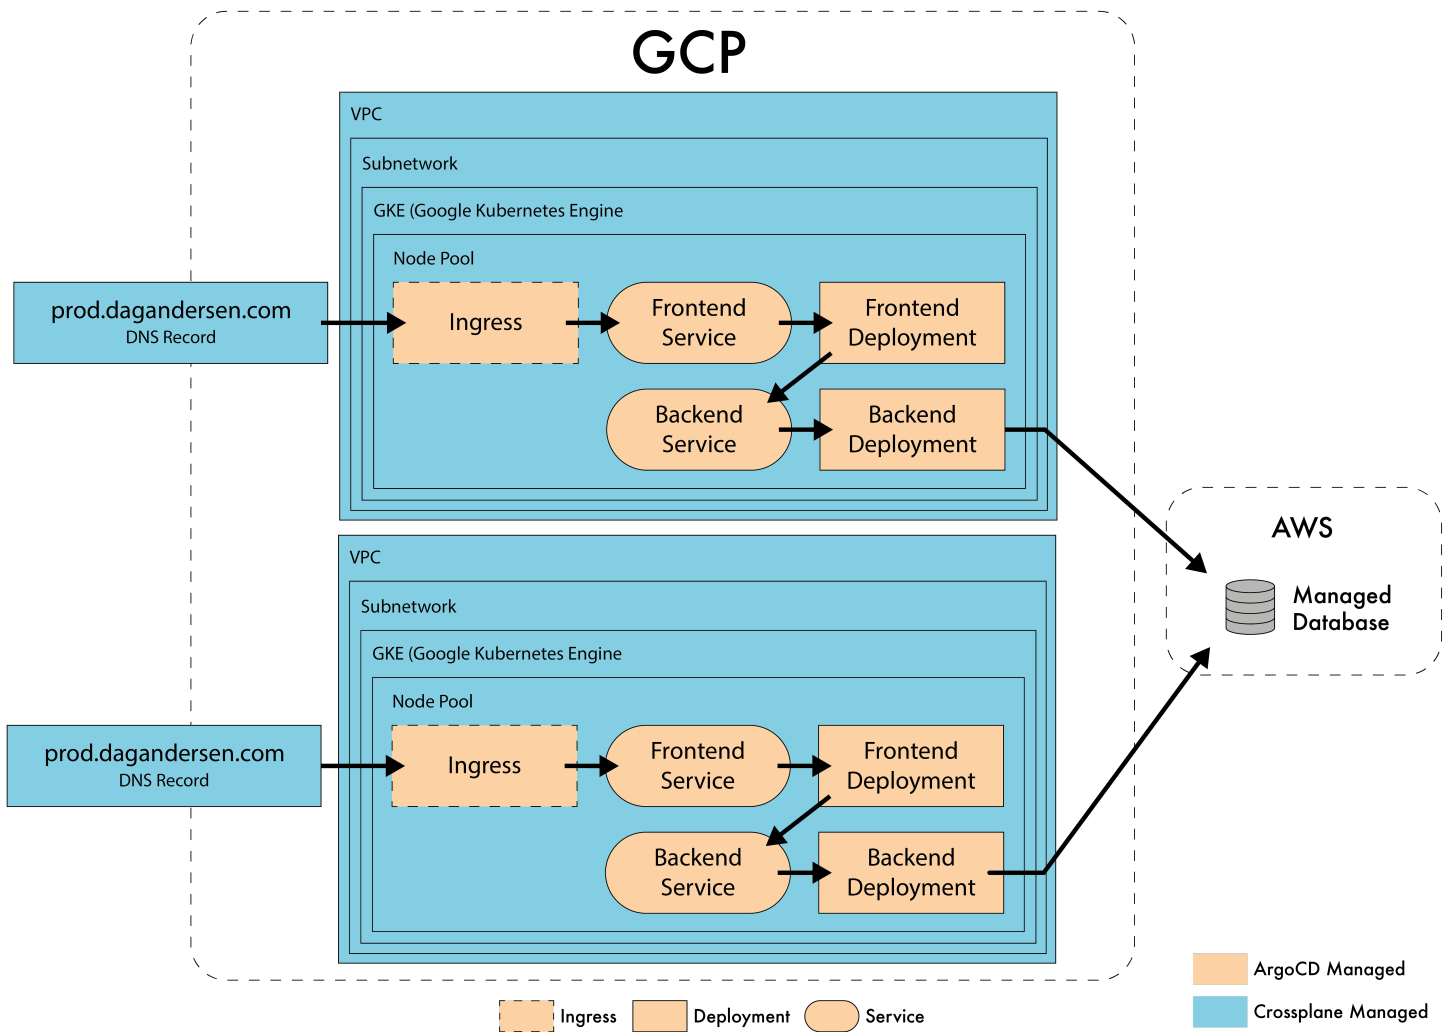 GCP
VPC
Subnetwork
GKE (Google Kubernetes Engine
Node Pool
prod.dagandersen.com
DNS Record
Ingress
Frontend
Service
Frontend
Deployment
Backend
Service
Backend
Deployment
AWS
Managed
Database
VPC
Subnetwork
GKE (Google Kubernetes Engine
Node Pool
prod.dagandersen.com
DNS Record
Ingress
Frontend
Service
Frontend
Deployment
Backend
Service
Backend
Deployment
ArgoCD Managed
Crossplane Managed
Ingress
Deployment
Service